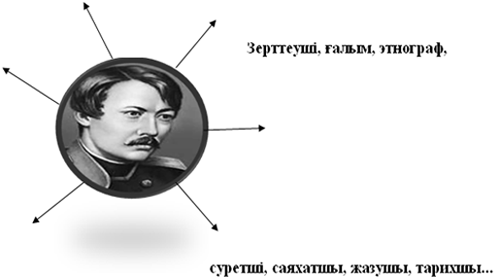 Зерттеуші, ғалым, этнограф,
суретші, саяхатшы, жазушы, тарихшы...